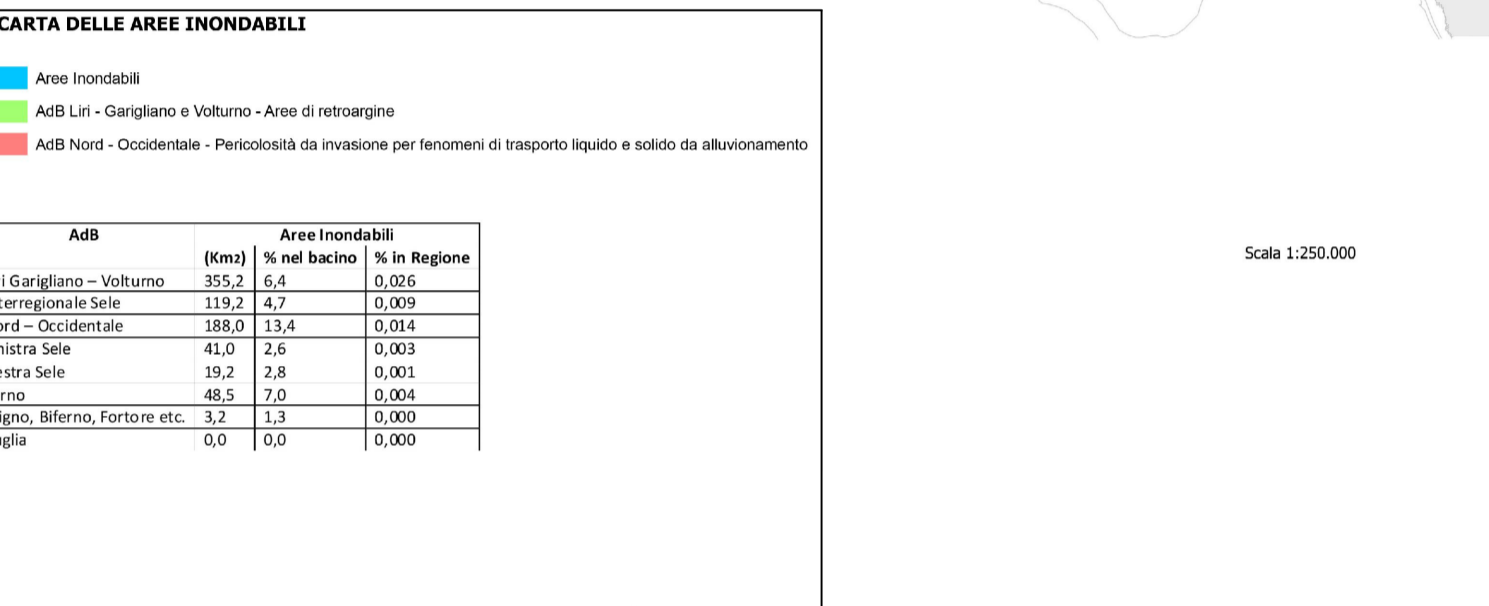 CARTA DELLE AREE INONDABILI
Aree Inondabili
AdB Liri - Garigliano e Volturno - Aree di retroargine
AdB Nord - Occidentale - Pericolosità da invasione per fenomeni di trasporto liquido e solido da alluvionamento
AdB Aree Inondabili
(Km2) % nel bacino % in Regione
i Garigliano – Volturno 355,2 6,4 0,026
terregionale Sele 119,2 4,7 0,009
ord – Occidentale 188,0 13,4 0,014
nistra Sele 41,0 2,6 0,003
estra Sele 19,2 2,8 0,001
rno 48,5 7,0 0,004
igno, Biferno, Fortore etc. 3,2 1,3 0,000
glia 0,0 0,0 0,000
Scala 1:250.000